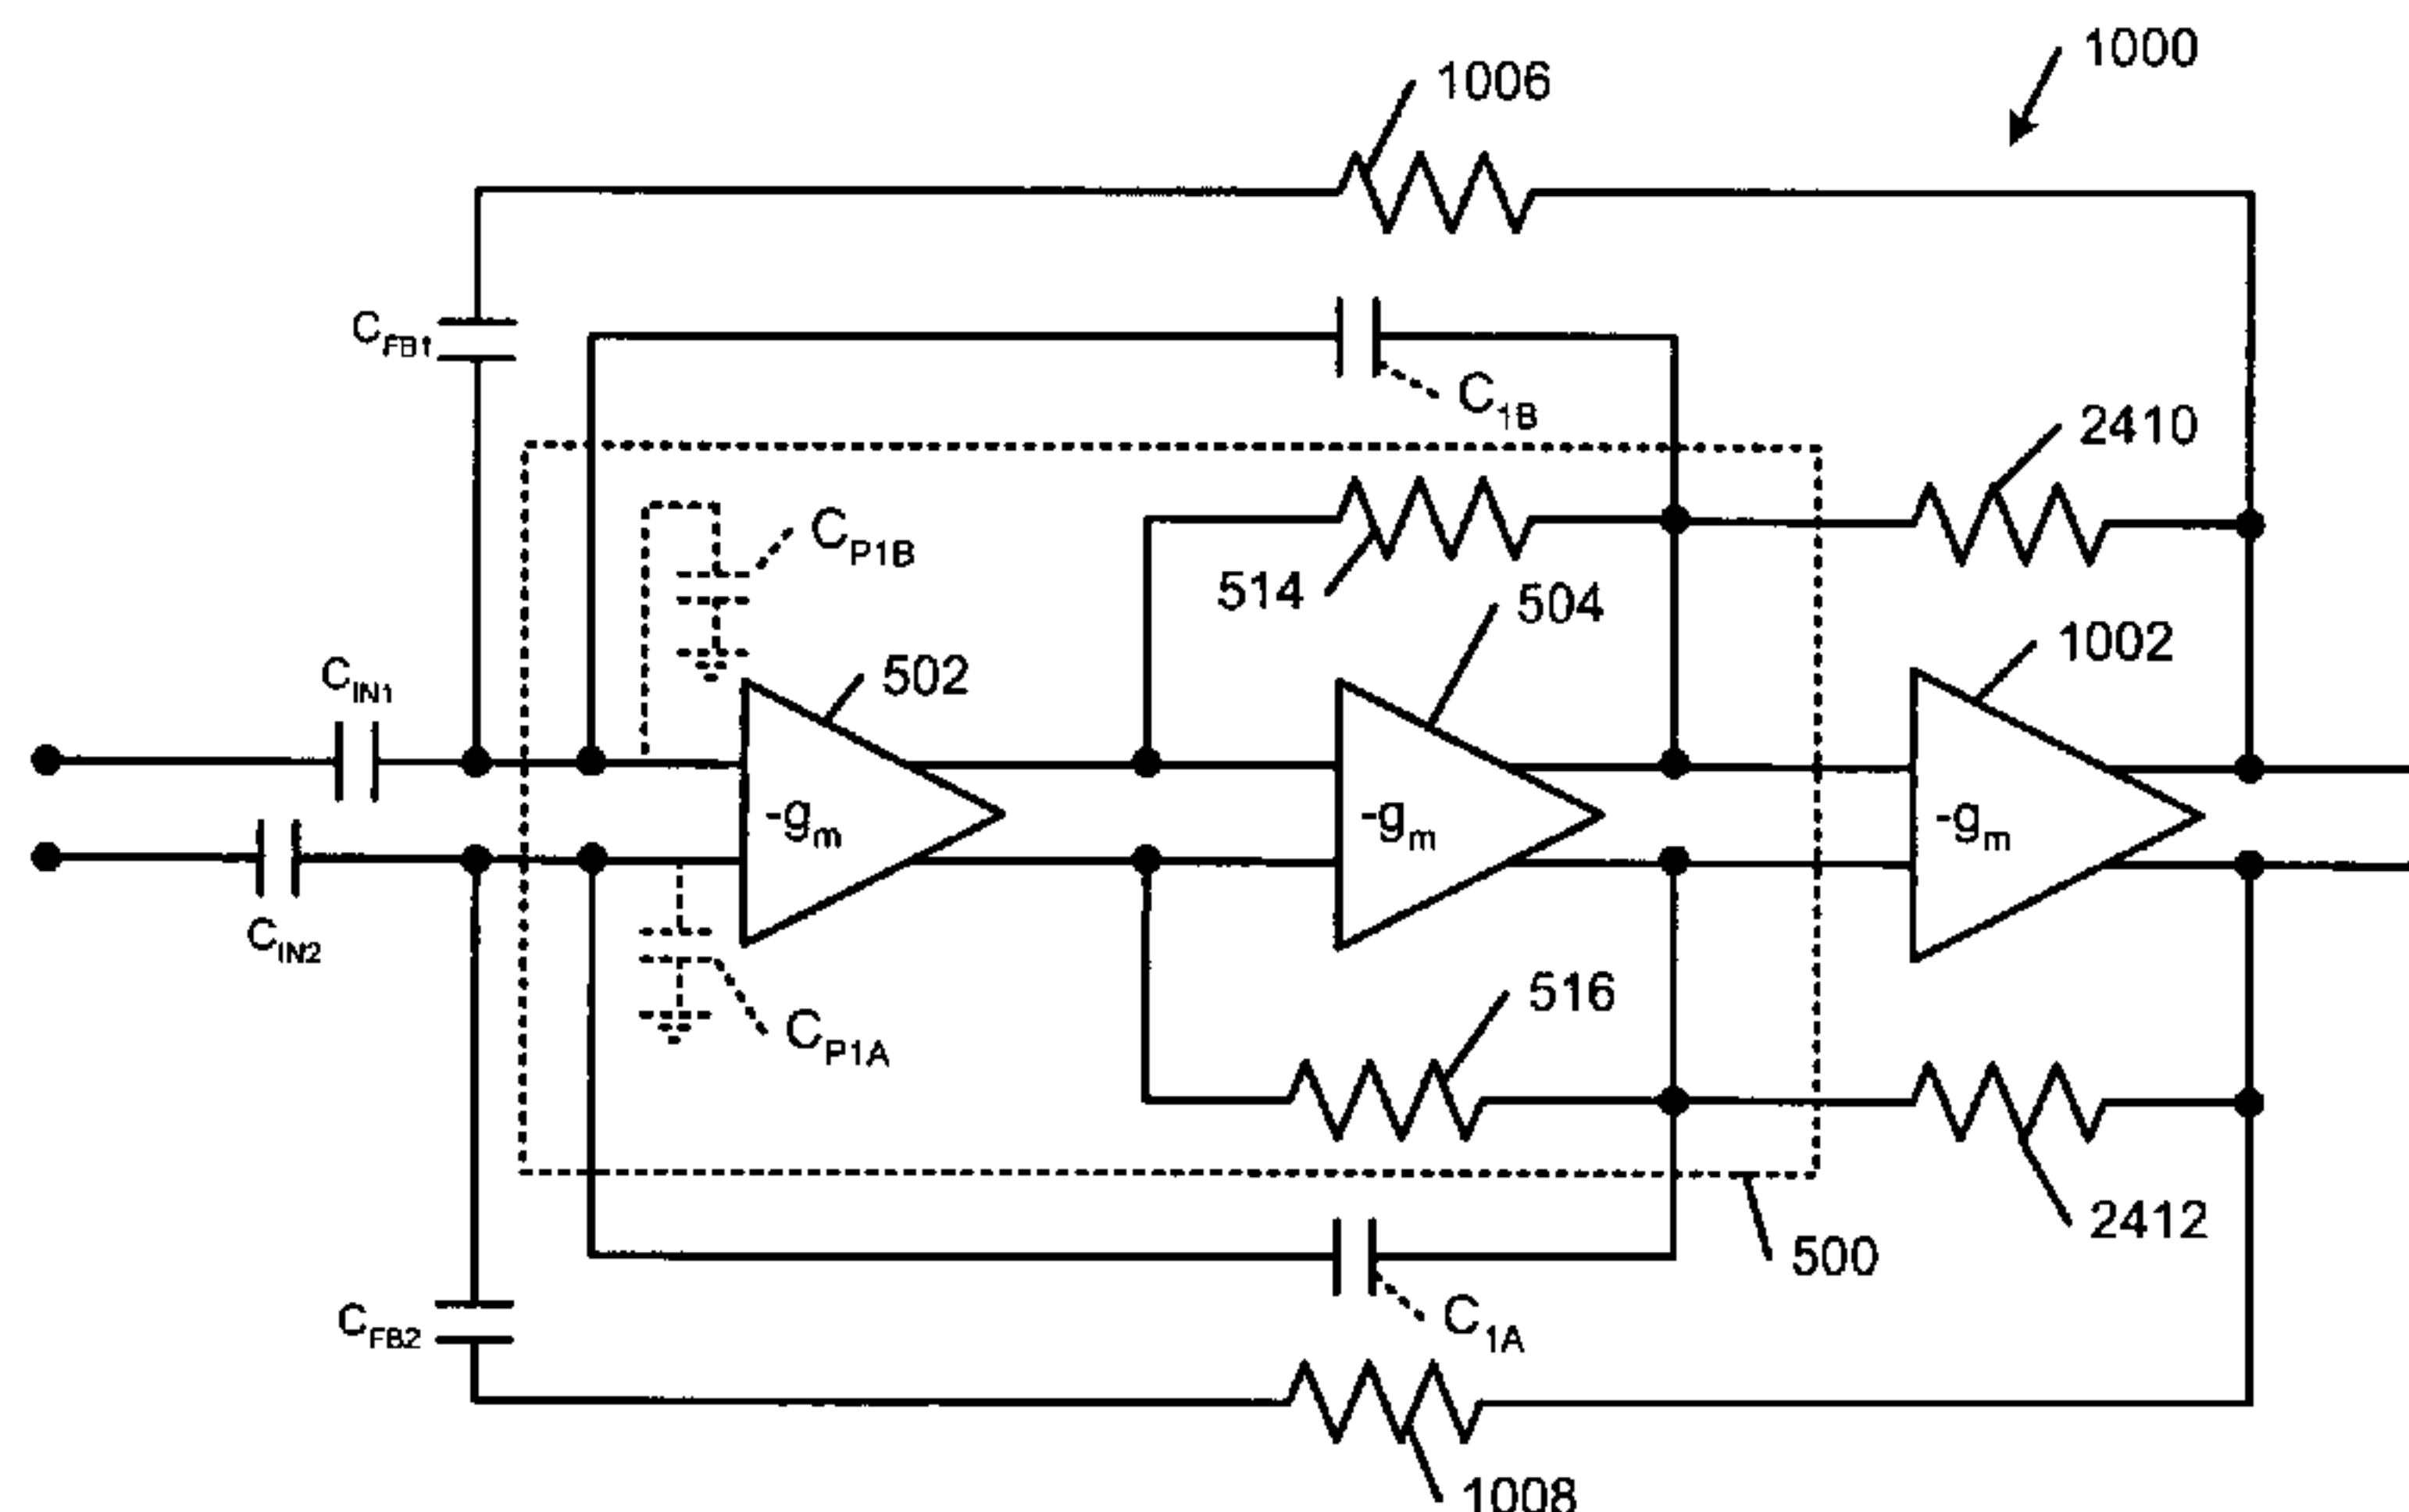 1000
1006
C_FB1
C_1B
2410
C_P1B
514
504
1002
502
C_IN1
-g_m
-g_m
-g_m
C_IN2
516
C_P1A
2412
500
C_FB2
C_1A
1008